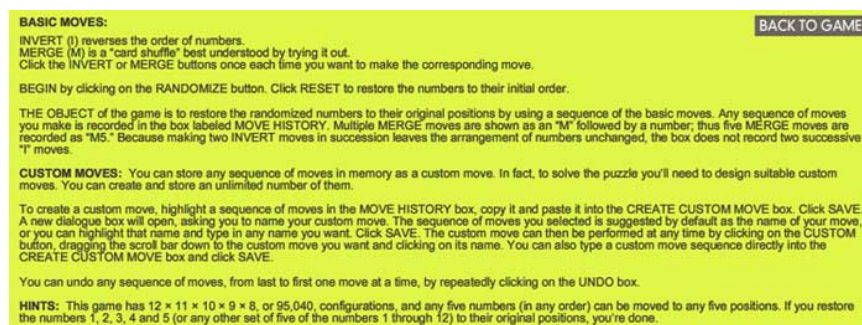 BASIC MOVES:
BACK TO GAME
INVERT (I) reverses the order of numbers.
MERGE (M) is a “card shuffle” best understood by trying it out.
Click the INVERT or MERGE buttons once each time you want to make the corresponding move.
BEGIN by clicking on the RANDOMIZE button. Click RESET to restore the numbers to their initial order.
THE OBJECT of the game is to restore the randomized numbers to their original positions by using a sequence of the basic moves. Any sequence of moves
you make is recorded in the box labeled MOVE HISTORY. Multiple MERGE moves are shown as an “M” followed by a number; thus five MERGE moves are
recorded as “M5.” Because making two INVERT moves in succession leaves the arrangement of numbers unchanged, the box does not record two successive
“I” moves.
CUSTOM MOVES: You can store any sequence of moves in memory as a custom move. In fact, to solve the puzzle you’ll need to design suitable custom
moves. You can create and store an unlimited number of them.
To create a custom move, highlight a sequence of moves in the MOVE HISTORY box, copy it and paste it into the CREATE CUSTOM MOVE box. Click SAVE.
A new dialogue box will open, asking you to name your custom move. The sequence of moves you selected is suggested by default as the name of your move,
or you can highlight that name and type in any name you want. Click SAVE. The custom move can then be performed at any time by clicking on the CUSTOM
button, dragging the scroll bar down to the custom move you want and clicking on its name. You can also type a custom move sequence directly into the
CREATE CUSTOM MOVE box and click SAVE.
You can undo any sequence of moves, from last to first one move at a time, by repeatedly clicking on the UNDO box.
HINTS: This game has 12 × 11 × 10 × 9 × 8, or 95,040, configurations, and any five numbers (in any order) can be moved to any five positions. If you restore
the numbers 1, 2, 3, 4 and 5 (or any other set of five of the numbers 1 through 12) to their original positions, you’re done.